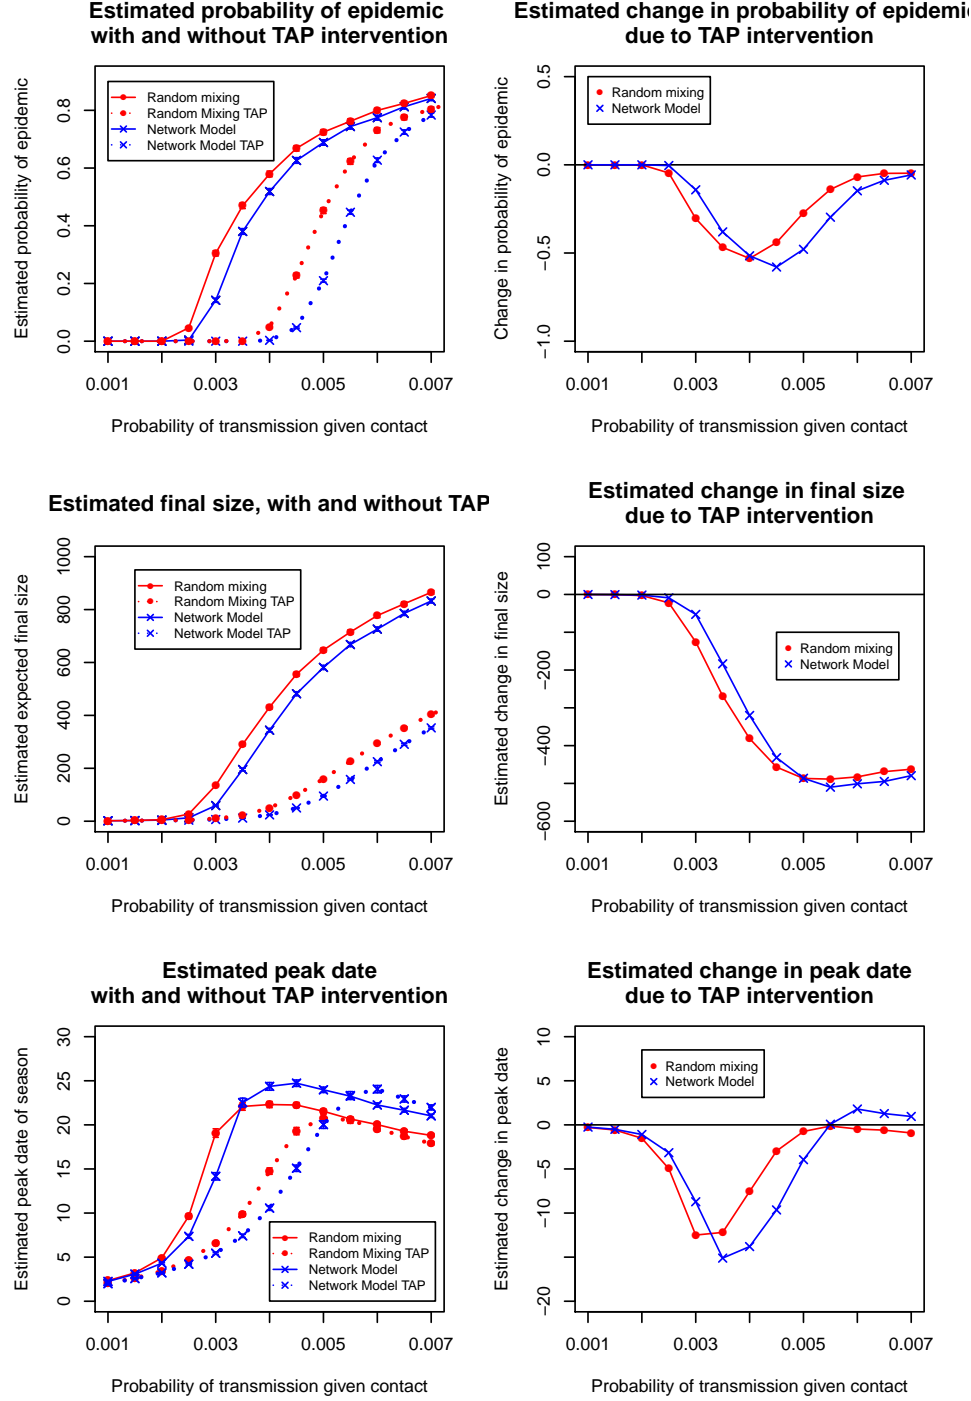 Estimated probability of epidemic
with and without TAP intervention
Estimated probability of epidemic
0.0
0.2
0.4
0.6
0.8
Random mixing
Random Mixing TAP
Network Model
Network Model TAP
0.001
0.003
0.005
0.007
Probability of transmission given contact
Estimated change in probability of epidemic
due to TAP intervention
Change in probability of epidemic
−1.0
−0.5
0.0
0.5
Random mixing
Network Model
0.001
0.003
0.005
0.007
Probability of transmission given contact
Estimated final size, with and without TAP
Estimated expected final size
0
200
400
600
800
1000
Random mixing
Random Mixing TAP
Network Model
Network Model TAP
0.001
0.003
0.005
0.007
Probability of transmission given contact
Estimated change in final size
due to TAP intervention
Estimated change in final size
−600
−400
−200
0
100
Random mixing
Network Model
0.001
0.003
0.005
0.007
Probability of transmission given contact
Estimated peak date
with and without TAP intervention
Estimated peak date of season
0
5
10
15
20
25
30
Random mixing
Random Mixing TAP
Network Model
Network Model TAP
0.001
0.003
0.005
0.007
Probability of transmission given contact
Estimated change in peak date
due to TAP intervention
Estimated change in peak date
−20
−10
−5
0
5
10
Random mixing
Network Model
0.001
0.003
0.005
0.007
Probability of transmission given contact